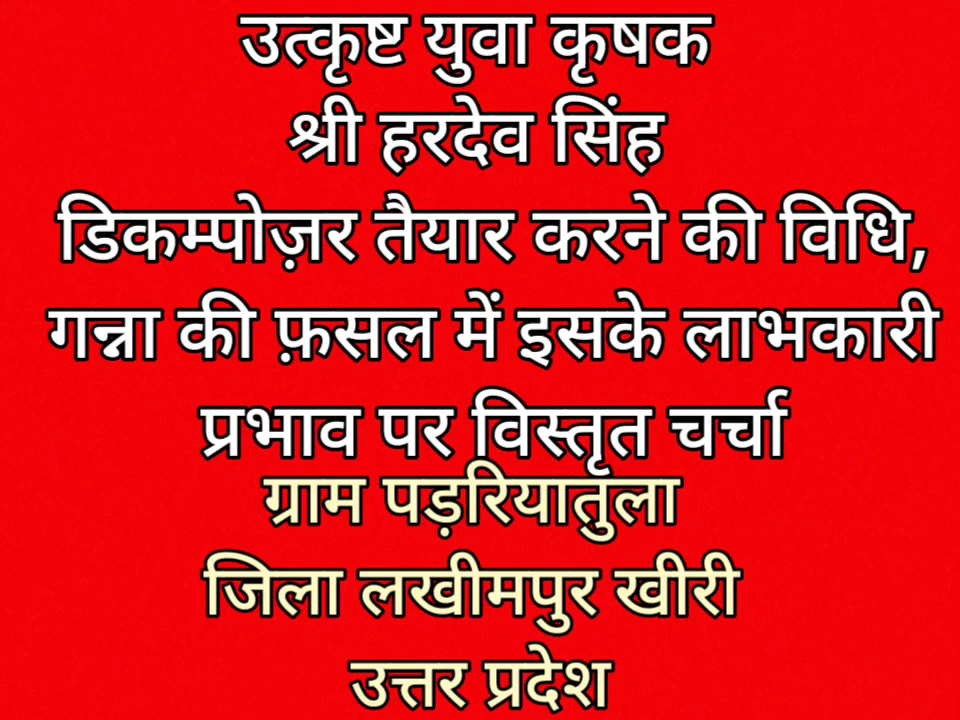 उत्कृष्ट युवा कृषक
श्री हरदेव सिंह
डिकम्पोज़र तैयार करने की विधि,
गन्ना की फ़सल में इसके लाभकारी
प्रभाव पर विस्तृत चर्चा
ग्राम पड़रियातुला
जिला लखीमपुर खीरी
उत्तर प्रदेश